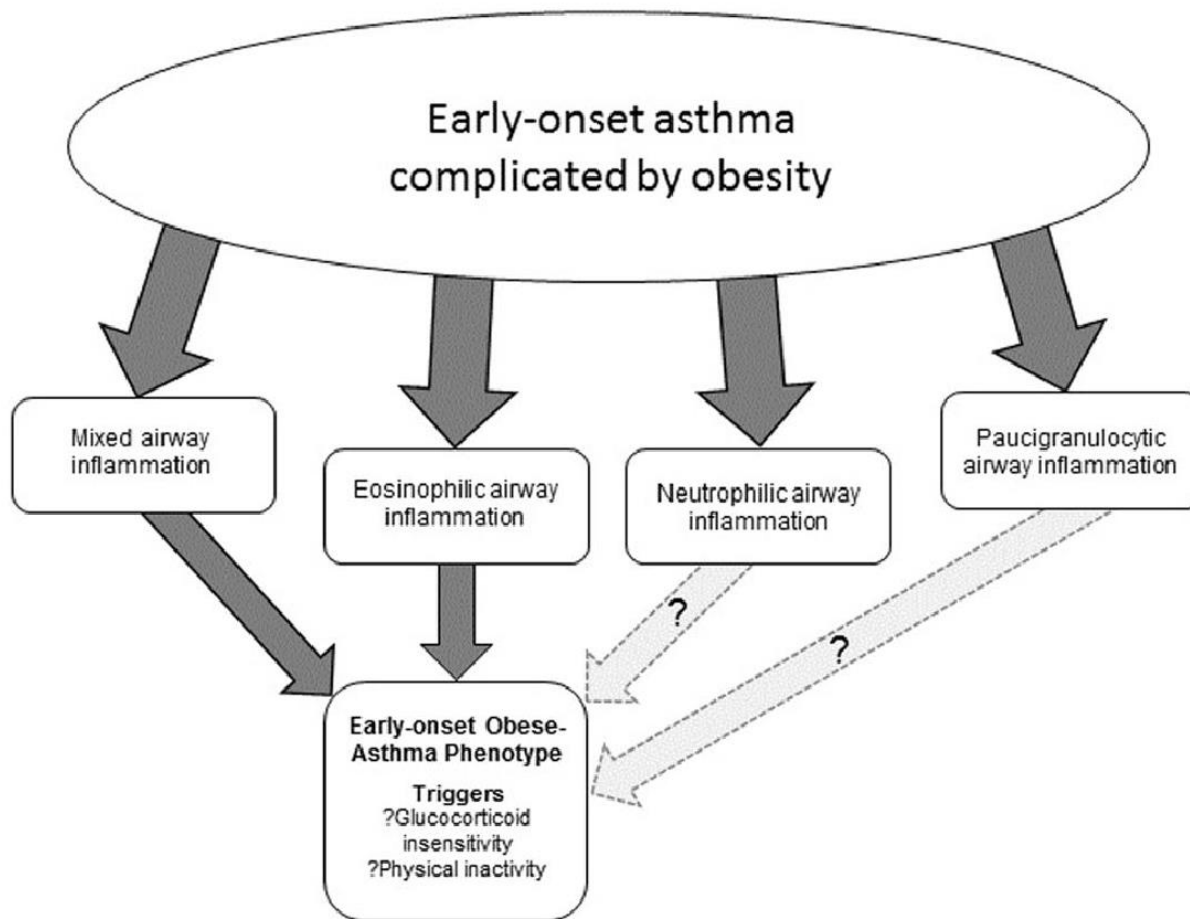 Early-onset asthma
complicated by obesity
Mixed airway
inflammation
Eosinophilic airway
inflammation
Neutrophilic airway
inflammation
Paucigranulocytic
airway inflammation
?
?
Early-onset Obese-
Asthma Phenotype
Triggers
?Glucocorticoid
insensitivity
?Physical inactivity